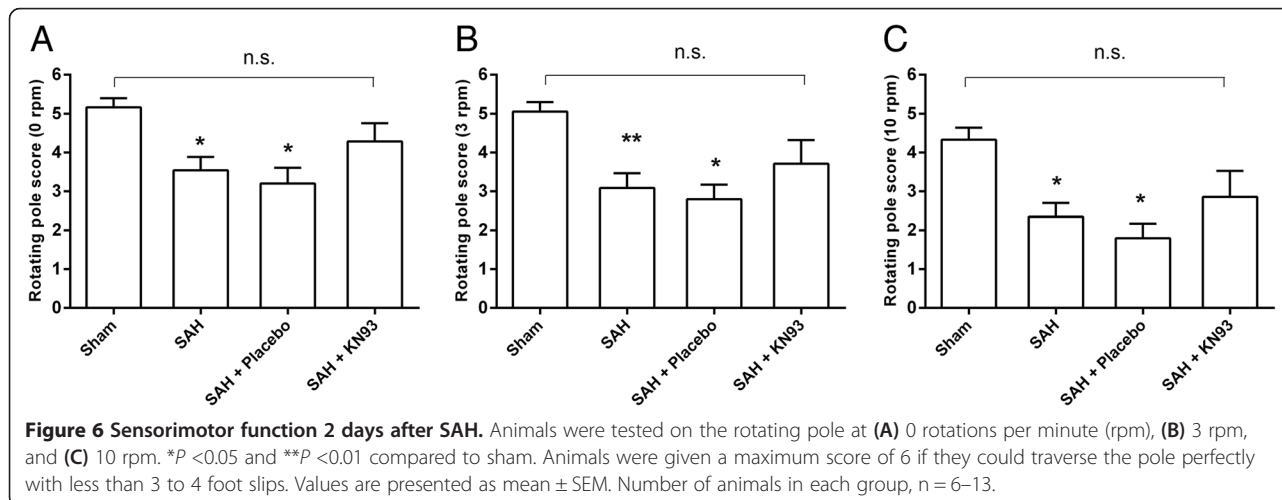 A
n.s.
Rotating pole score (0 rpm)
6
5
4
3
2
1
0
*
*
Sham
SAH
SAH + Placebo
SAH + KN93
B
n.s.
Rotating pole score (3 rpm)
6
5
4
3
2
1
0
**
*
Sham
SAH
SAH + Placebo
SAH + KN93
C
n.s.
Rotating pole score (10 rpm)
6
5
4
3
2
1
0
*
*
Sham
SAH
SAH + Placebo
SAH + KN93
Figure 6 Sensorimotor function 2 days after SAH. Animals were tested on the rotating pole at (A) 0 rotations per minute (rpm), (B) 3 rpm,
and (C) 10 rpm. *P <0.05 and **P <0.01 compared to sham. Animals were given a maximum score of 6 if they could traverse the pole perfectly
with less than 3 to 4 foot slips. Values are presented as mean ± SEM. Number of animals in each group, n = 6–13.